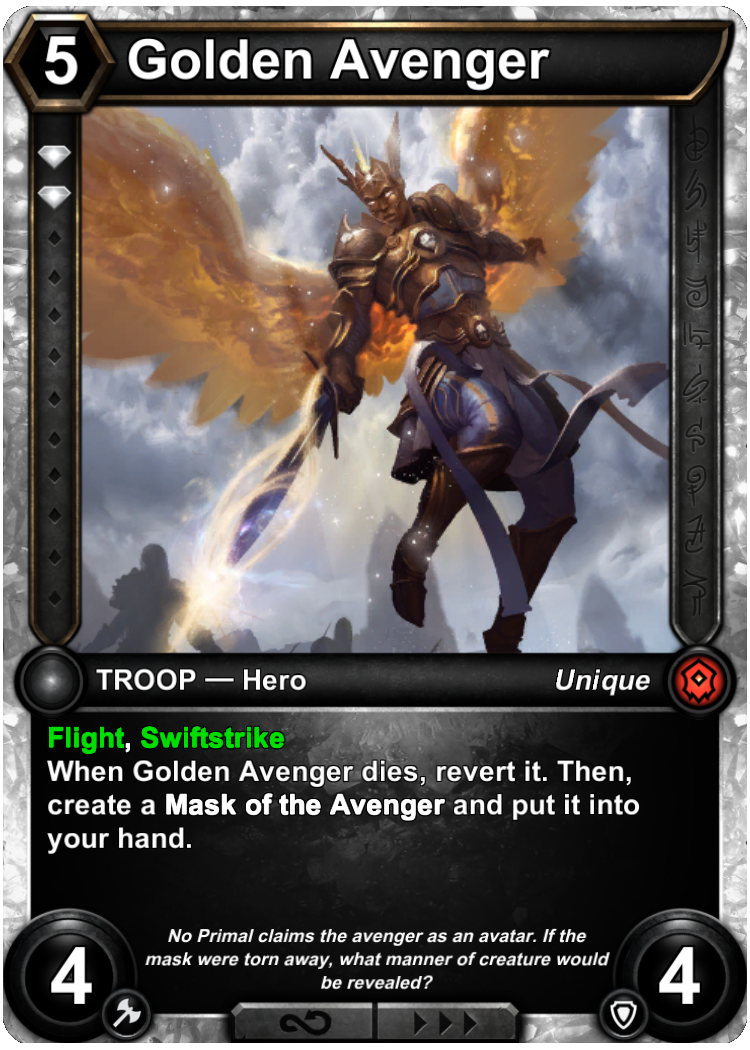 5 Golden Avenger
TROOP — Hero Unique
Flight, Swiftstrike
When Golden Avenger dies, revert it. Then,
create a Mask of the Avenger and put it into
your hand.
No Primal claims the avenger as an avatar. If the
mask were torn away, what manner of creature would
be revealed?
4 4